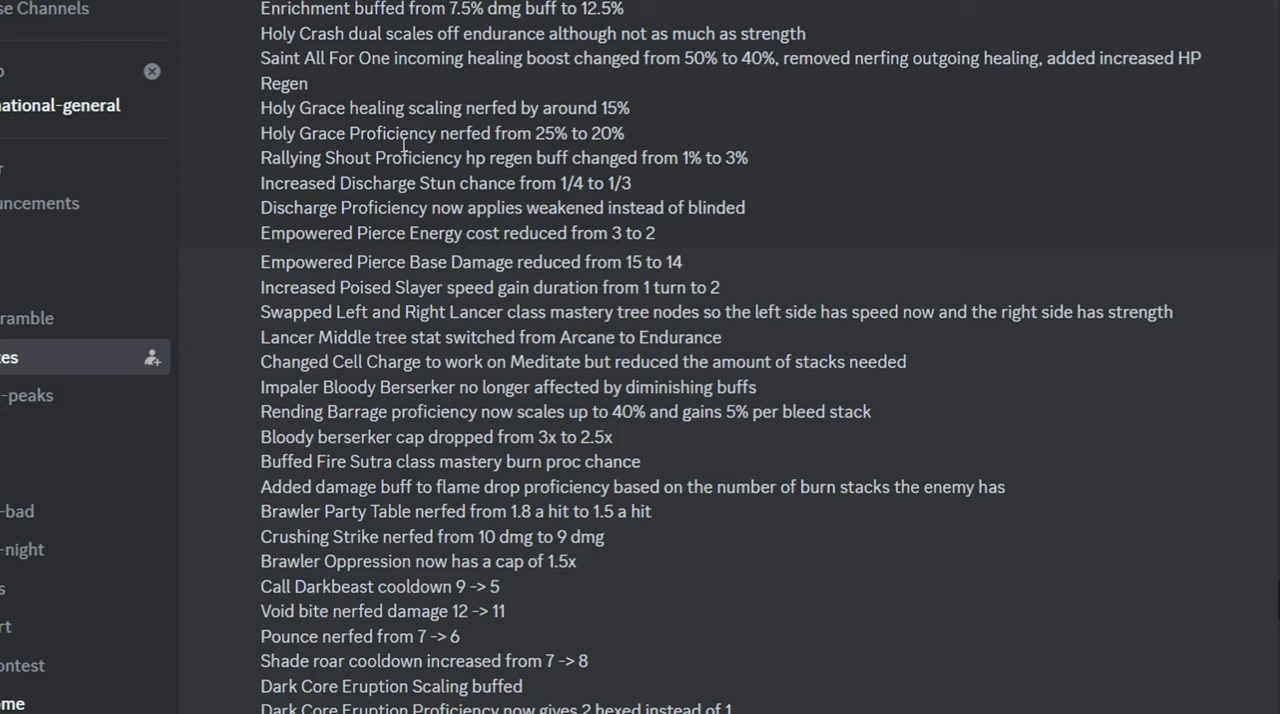 se Channels
Enrichment buffed from 7.5% dmg buff to 12.5%
Holy Crash dual scales off endurance although not as much as strength
Saint All For One incoming healing boost changed from 50% to 40%, removed nerfing outgoing healing, added increased HP
Regen
national-general
Holy Grace healing scaling nerfed by around 15%
Holy Grace Proficiency nerfed from 25% to 20%
Rallying Shout Proficiency hp regen buff changed from 1% to 3%
Increased Discharge Stun chance from 1/4 to 1/3
uncements
Discharge Proficiency now applies weakened instead of blinded
Empowered Pierce Energy cost reduced from 3 to 2
Empowered Pierce Base Damage reduced from 15 to 14
Increased Poised Slayer speed gain duration from 1 turn to 2
ramble
Swapped Left and Right Lancer class mastery tree nodes so the left side has speed now and the right side has strength
Lancer Middle tree stat switched from Arcane to Endurance
tes
Changed Cell Charge to work on Meditate but reduced the amount of stacks needed
Impaler Bloody Berserker no longer affected by diminishing buffs
-peaks
Rending Barrage proficiency now scales up to 40% and gains 5% per bleed stack
Bloody berserker cap dropped from 3x to 2.5x
Buffed Fire Sutra class mastery burn proc chance
Added damage buff to flame drop proficiency based on the number of burn stacks the enemy has
-bad
Brawler Party Table nerfed from 1.8 a hit to 1.5 a hit
Crushing Strike nerfed from 10 dmg to 9 dmg
-night
Brawler Oppression now has a cap of 1.5x
s
Call Darkbeast cooldown 9 -> 5
Void bite nerfed damage 12 -> 11
rt
Pounce nerfed from 7 -> 6
ontest
Shade roar cooldown increased from 7 -> 8
Dark Core Eruption Scaling buffed
ome
Dark Core Eruption Proficiency now gives 2 hexed instead of 1